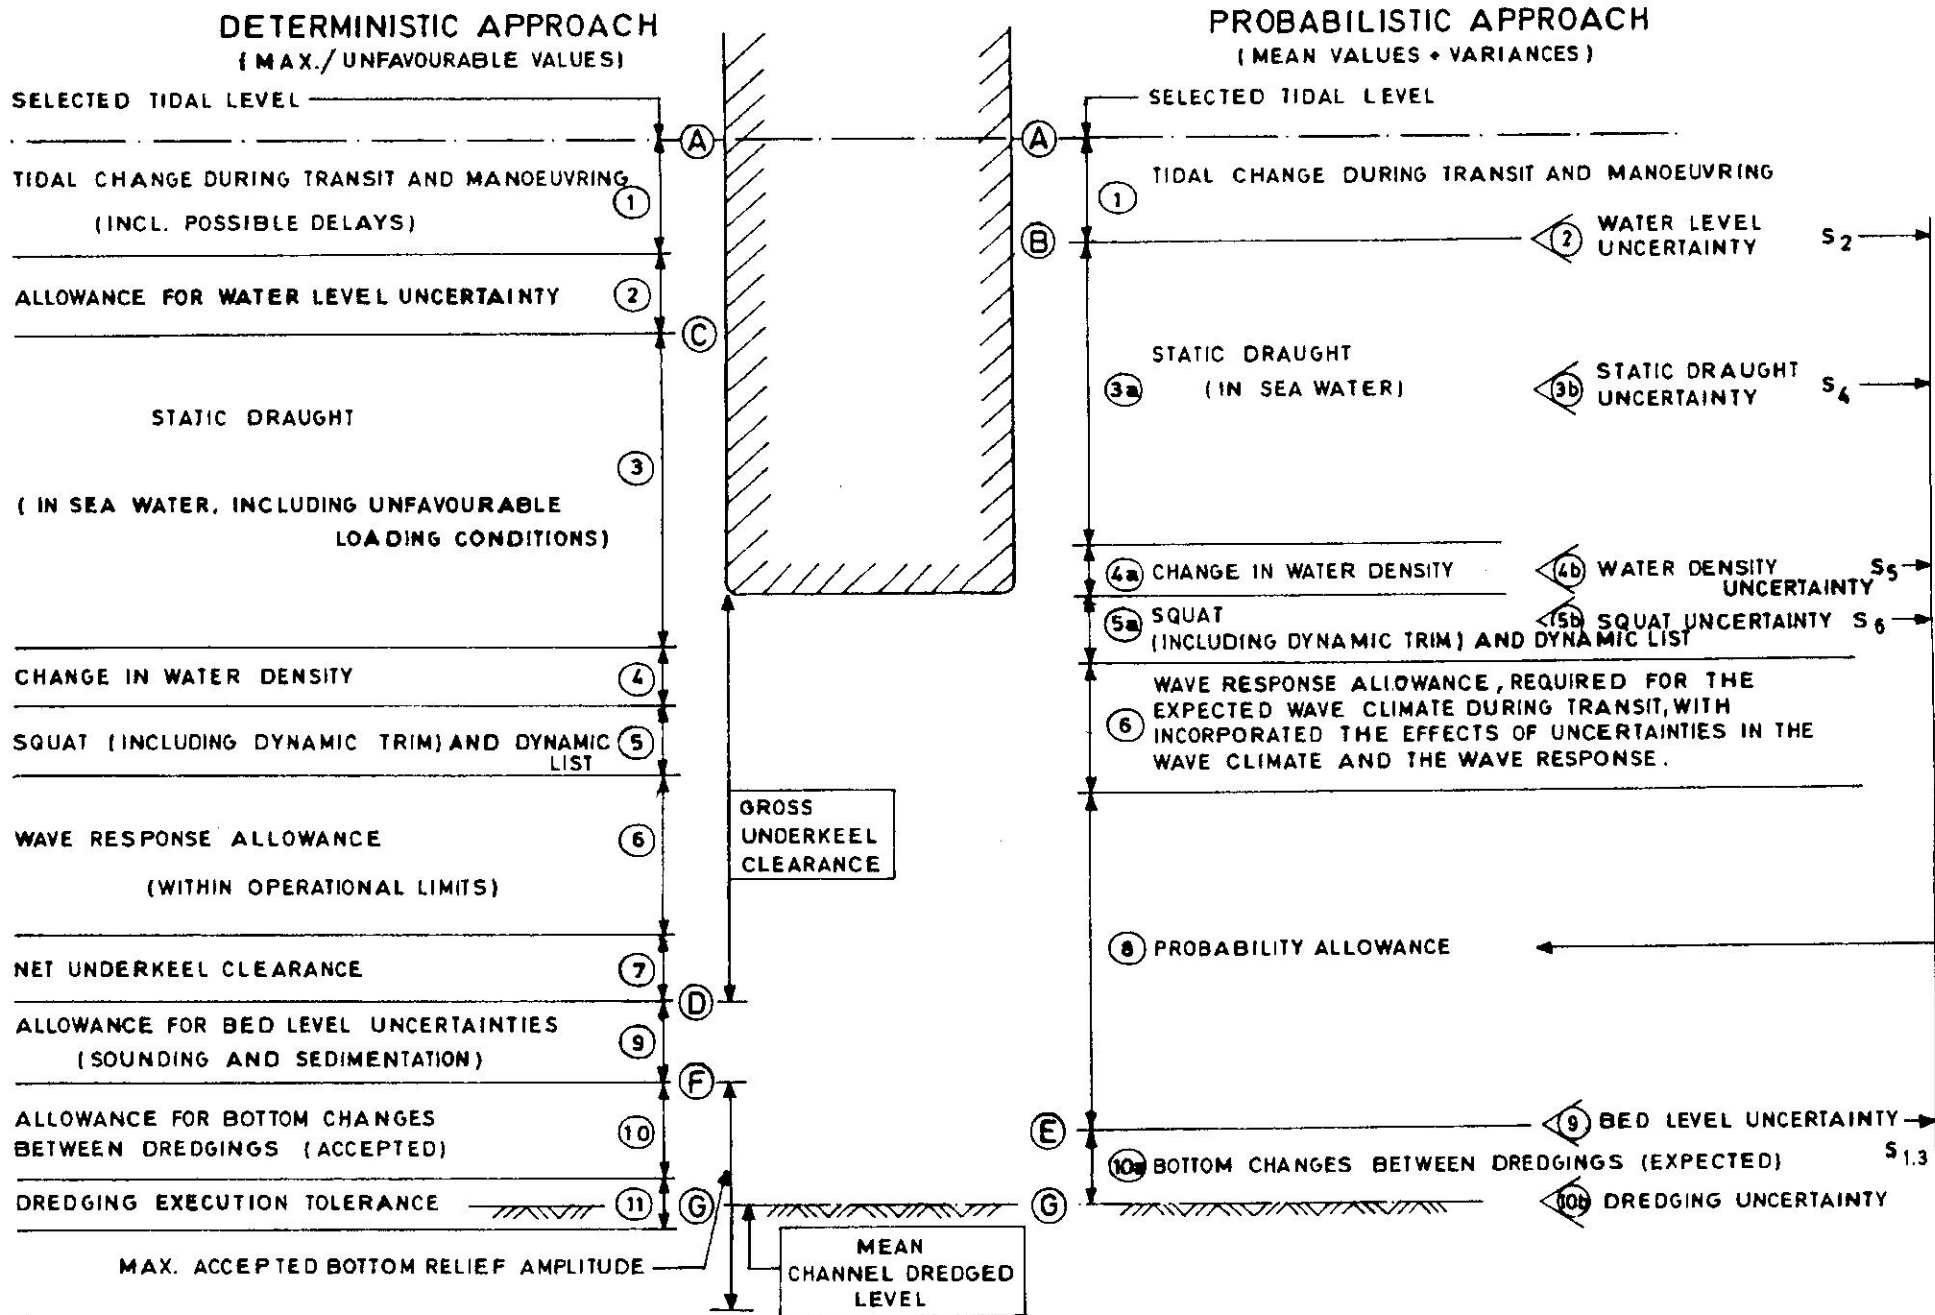 DETERMINISTIC APPROACH
(MAX./UNFAVOURABLE VALUES)
SELECTED TIDAL LEVEL
A
TIDAL CHANGE DURING TRANSIT AND MANOEUVRING
1
(INCL. POSSIBLE DELAYS)
ALLOWANCE FOR WATER LEVEL UNCERTAINTY
2
C
STATIC DRAUGHT
3
(IN SEA WATER, INCLUDING UNFAVOURABLE
LOADING CONDITIONS)
CHANGE IN WATER DENSITY
4
SQUAT (INCLUDING DYNAMIC TRIM) AND DYNAMIC
LIST
5
WAVE RESPONSE ALLOWANCE
6
(WITHIN OPERATIONAL LIMITS)
NET UNDERKEEL CLEARANCE
7
D
ALLOWANCE FOR BED LEVEL UNCERTAINTIES
(SOUNDING AND SEDIMENTATION)
9
F
ALLOWANCE FOR BOTTOM CHANGES
BETWEEN DREDGINGS (ACCEPTED)
10
DREDGING EXECUTION TOLERANCE
11
G
MAX. ACCEPTED BOTTOM RELIEF AMPLITUDE
GROSS
UNDERKEEL
CLEARANCE
MEAN
CHANNEL DREDGED
LEVEL
PROBABILISTIC APPROACH
(MEAN VALUES + VARIANCES)
SELECTED TIDAL LEVEL
A
1
TIDAL CHANGE DURING TRANSIT AND MANOEUVRING
B
2
WATER LEVEL
UNCERTAINTY
S2
STATIC DRAUGHT
3a
(IN SEA WATER)
3b
STATIC DRAUGHT
UNCERTAINTY
S4
4a
CHANGE IN WATER DENSITY
4b
WATER DENSITY
UNCERTAINTY
S5
5a
SQUAT
(INCLUDING DYNAMIC TRIM) AND DYNAMIC LIST
5b
SQUAT UNCERTAINTY
S6
6
WAVE RESPONSE ALLOWANCE, REQUIRED FOR THE
EXPECTED WAVE CLIMATE DURING TRANSIT, WITH
INCORPORATED THE EFFECTS OF UNCERTAINTIES IN THE
WAVE CLIMATE AND THE WAVE RESPONSE.
8
PROBABILITY ALLOWANCE
E
9
BED LEVEL UNCERTAINTY
S1.3
10a
BOTTOM CHANGES BETWEEN DREDGINGS (EXPECTED)
G
10b
DREDGING UNCERTAINTY